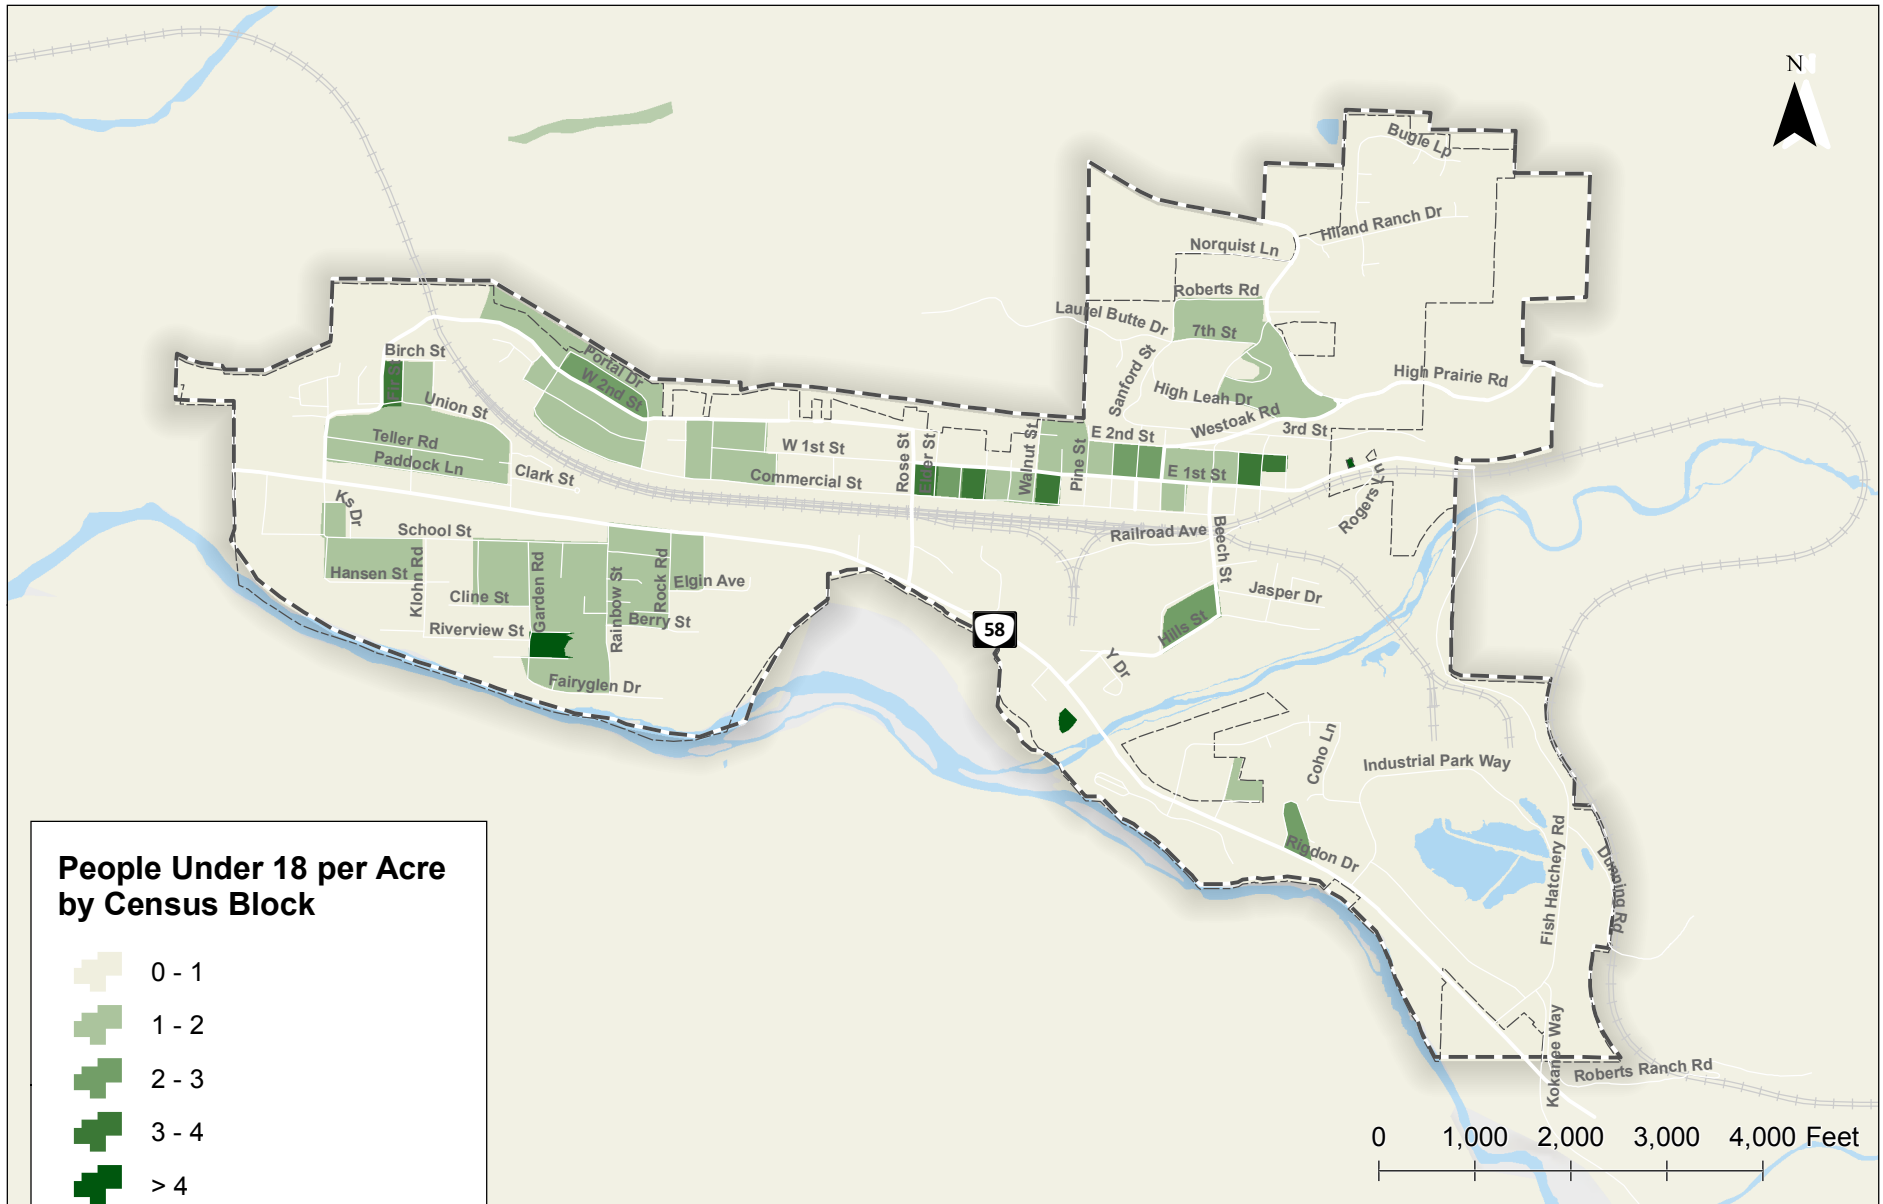 N
Bugle Lp
Hiland Ranch Dr
Norquist Ln
Roberts Rd
Laurel Butte Dr
7th St
Birch St
Fir St
Portal Dr
W 2nd St
Union St
Sanford St
High Leah Dr
High Prairie Rd
Westoak Rd
3rd St
Teller Rd
Paddock Ln
Clark St
W 1st St
Commercial St
Rose St
Elder St
Walnut St
Pine St
E 2nd St
E 1st St
Rogers Ln
Ks Dr
School St
Railroad Ave
Beech St
Hansen St
Klohn Rd
Cline St
Garden Rd
Rainbow St
Rock Rd
Elgin Ave
Jasper Dr
Riverview St
Berry St
58
Hills St
Y Dr
Fairyglen Dr
Coho Ln
Industrial Park Way
Rigdon Dr
Fish Hatchery Rd
Dunning Rd
Kokanee Way
Roberts Ranch Rd
People Under 18 per Acre
by Census Block
0 - 1
1 - 2
2 - 3
3 - 4
> 4
0 1,000 2,000 3,000 4,000 Feet